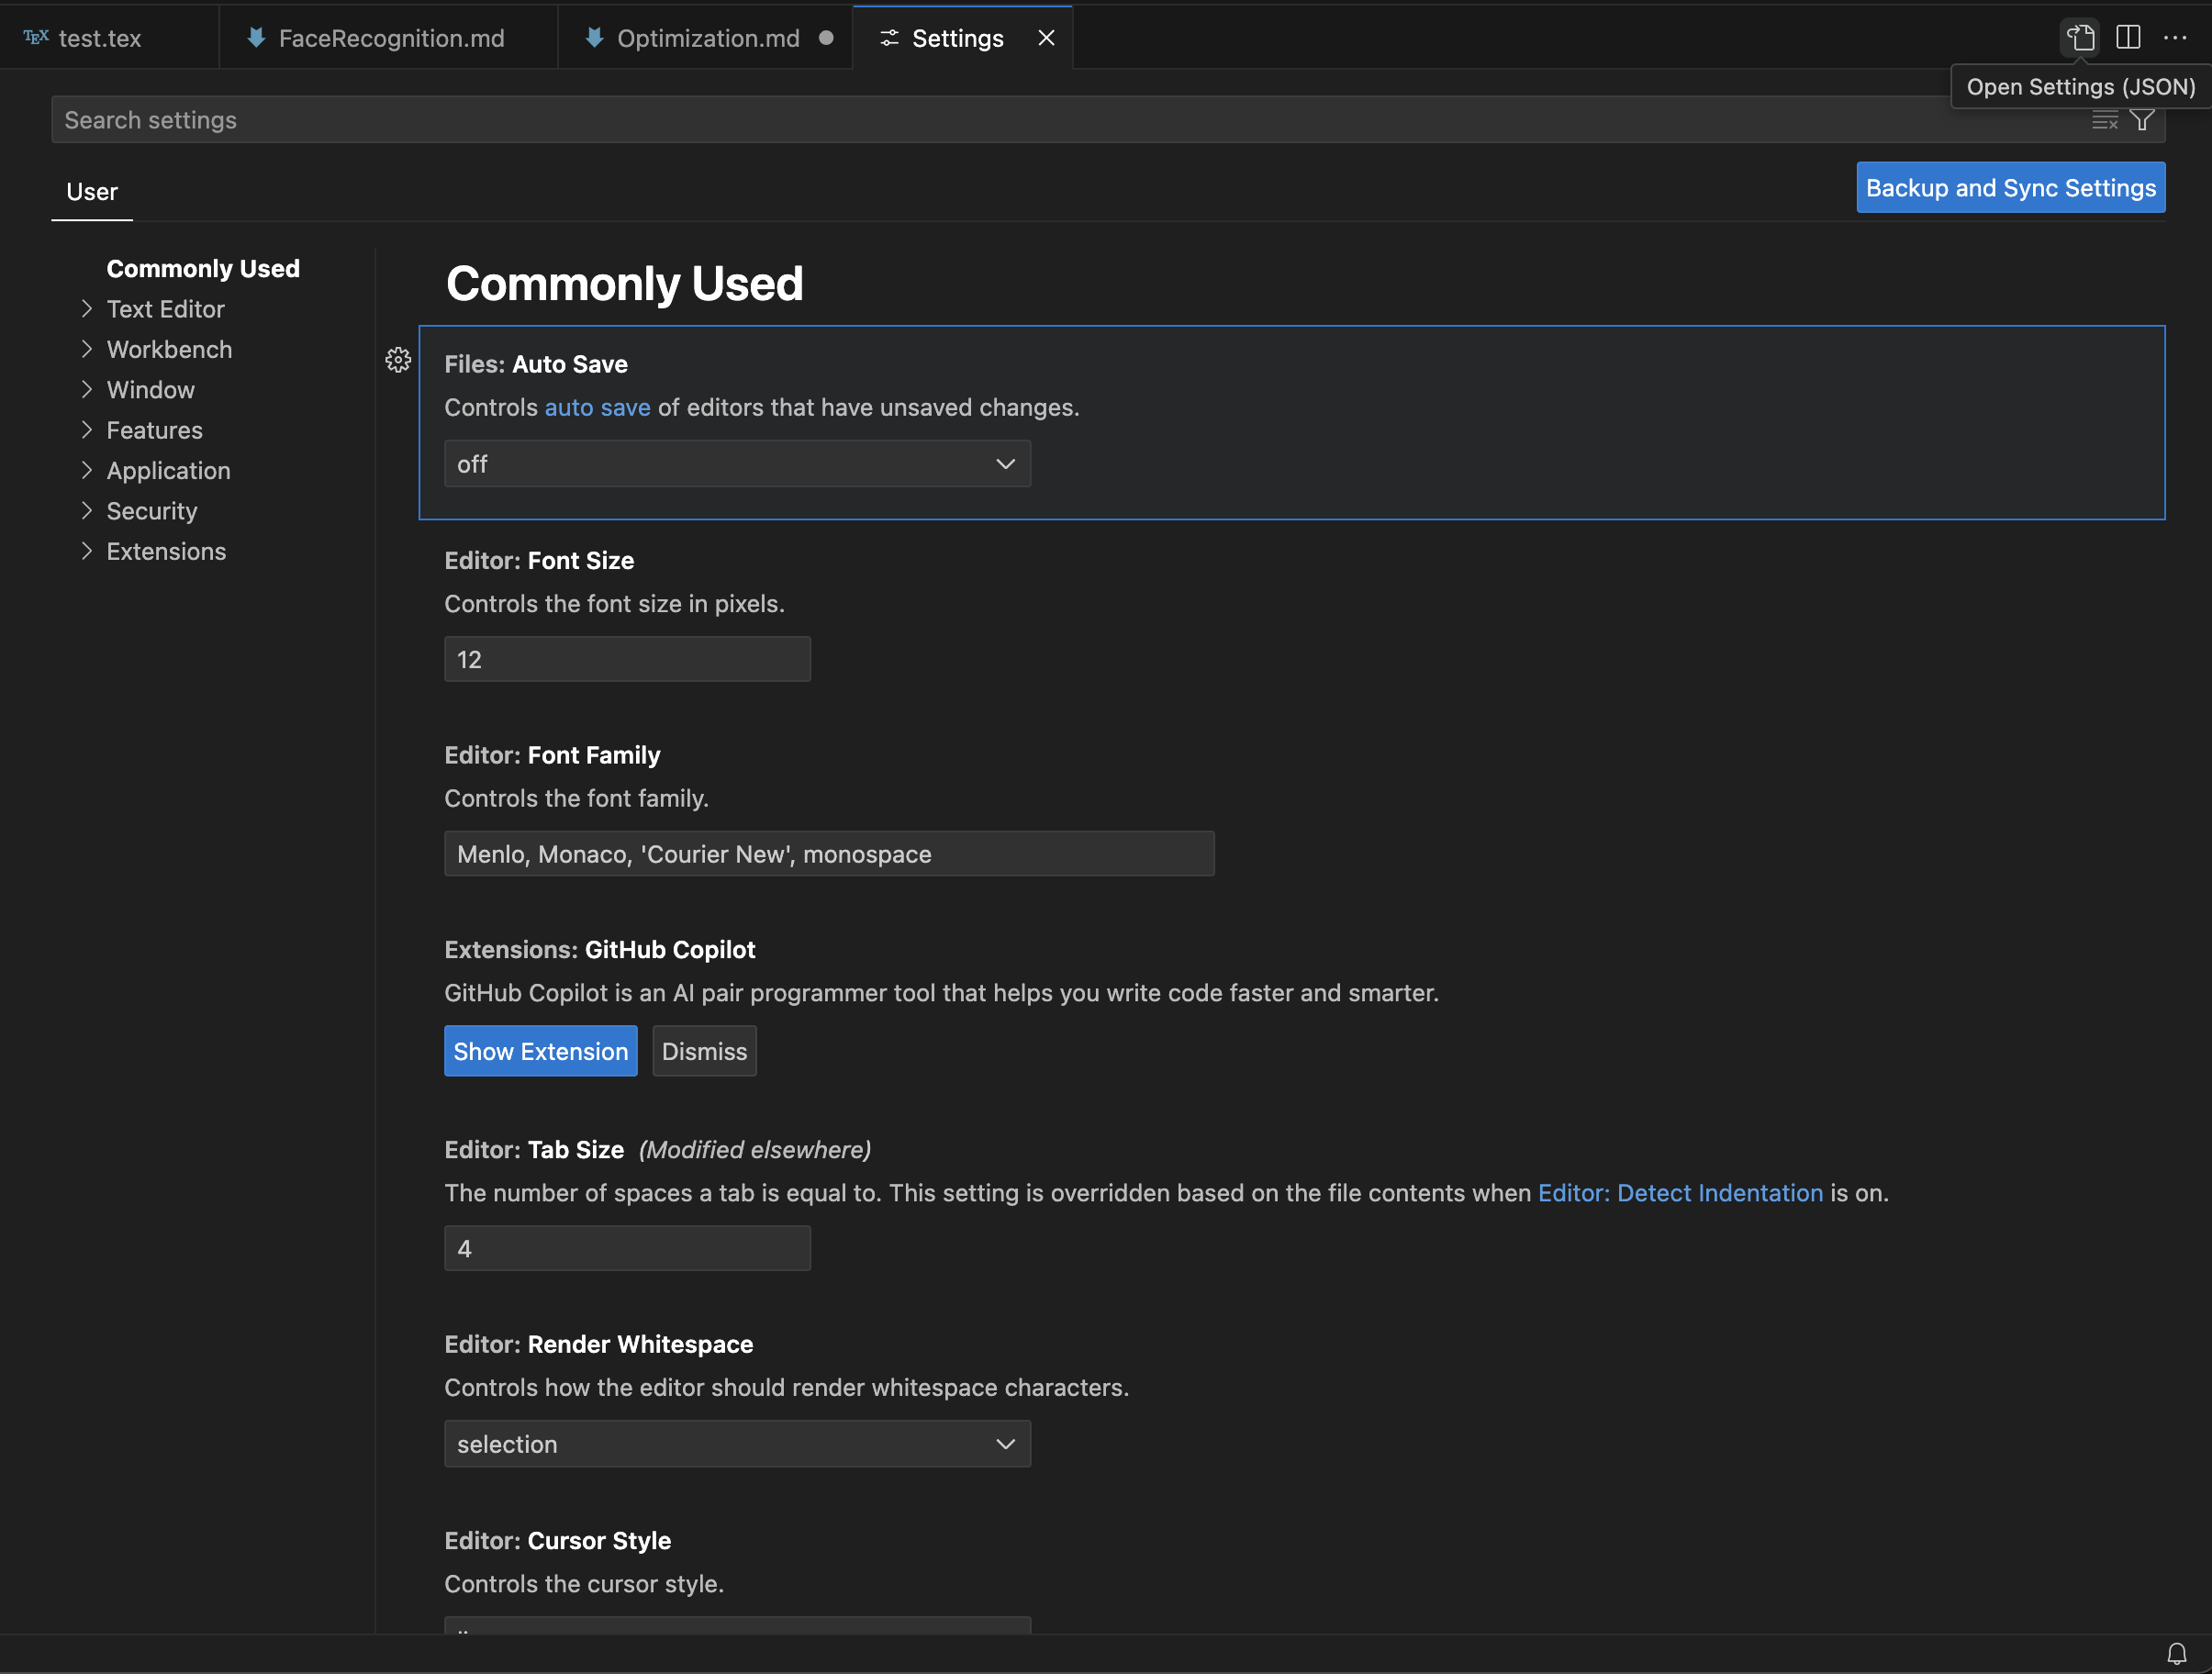 TEX test.tex
FaceRecognition.md
Optimization.md
Settings
Open Settings (JSON)
Search settings
User
Backup and Sync Settings
Commonly Used
Text Editor
Workbench
Window
Features
Application
Security
Extensions
Commonly Used
Files: Auto Save
Controls auto save of editors that have unsaved changes.
off
Editor: Font Size
Controls the font size in pixels.
12
Editor: Font Family
Controls the font family.
Menlo, Monaco, 'Courier New', monospace
Extensions: GitHub Copilot
GitHub Copilot is an AI pair programmer tool that helps you write code faster and smarter.
Show Extension
Dismiss
Editor: Tab Size (Modified elsewhere)
The number of spaces a tab is equal to. This setting is overridden based on the file contents when Editor: Detect Indentation is on.
4
Editor: Render Whitespace
Controls how the editor should render whitespace characters.
selection
Editor: Cursor Style
Controls the cursor style.